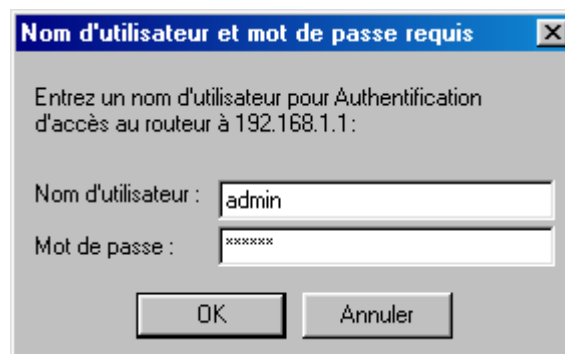 Nom d'utilisateur et mot de passe requis
Entrez un nom d'utilisateur pour Authentification
d'accès au routeur à 192.168.1.1:
Nom d'utilisateur : admin
Mot de passe : ××××××
OK Annuler